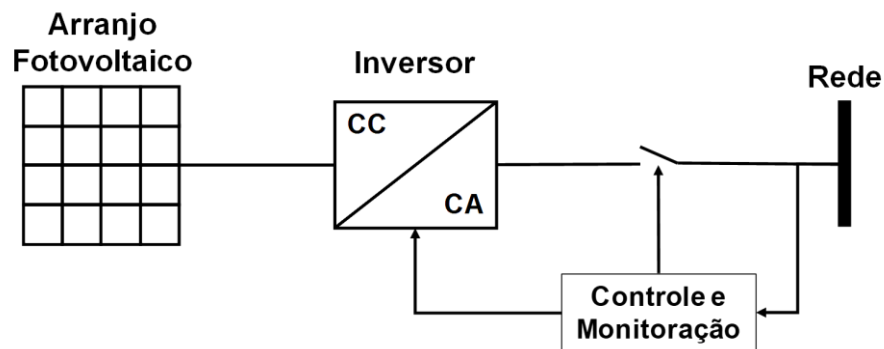 Arranjo
Fotovoltaico
Inversor
Rede
CC
CA
Controle e
Monitoração